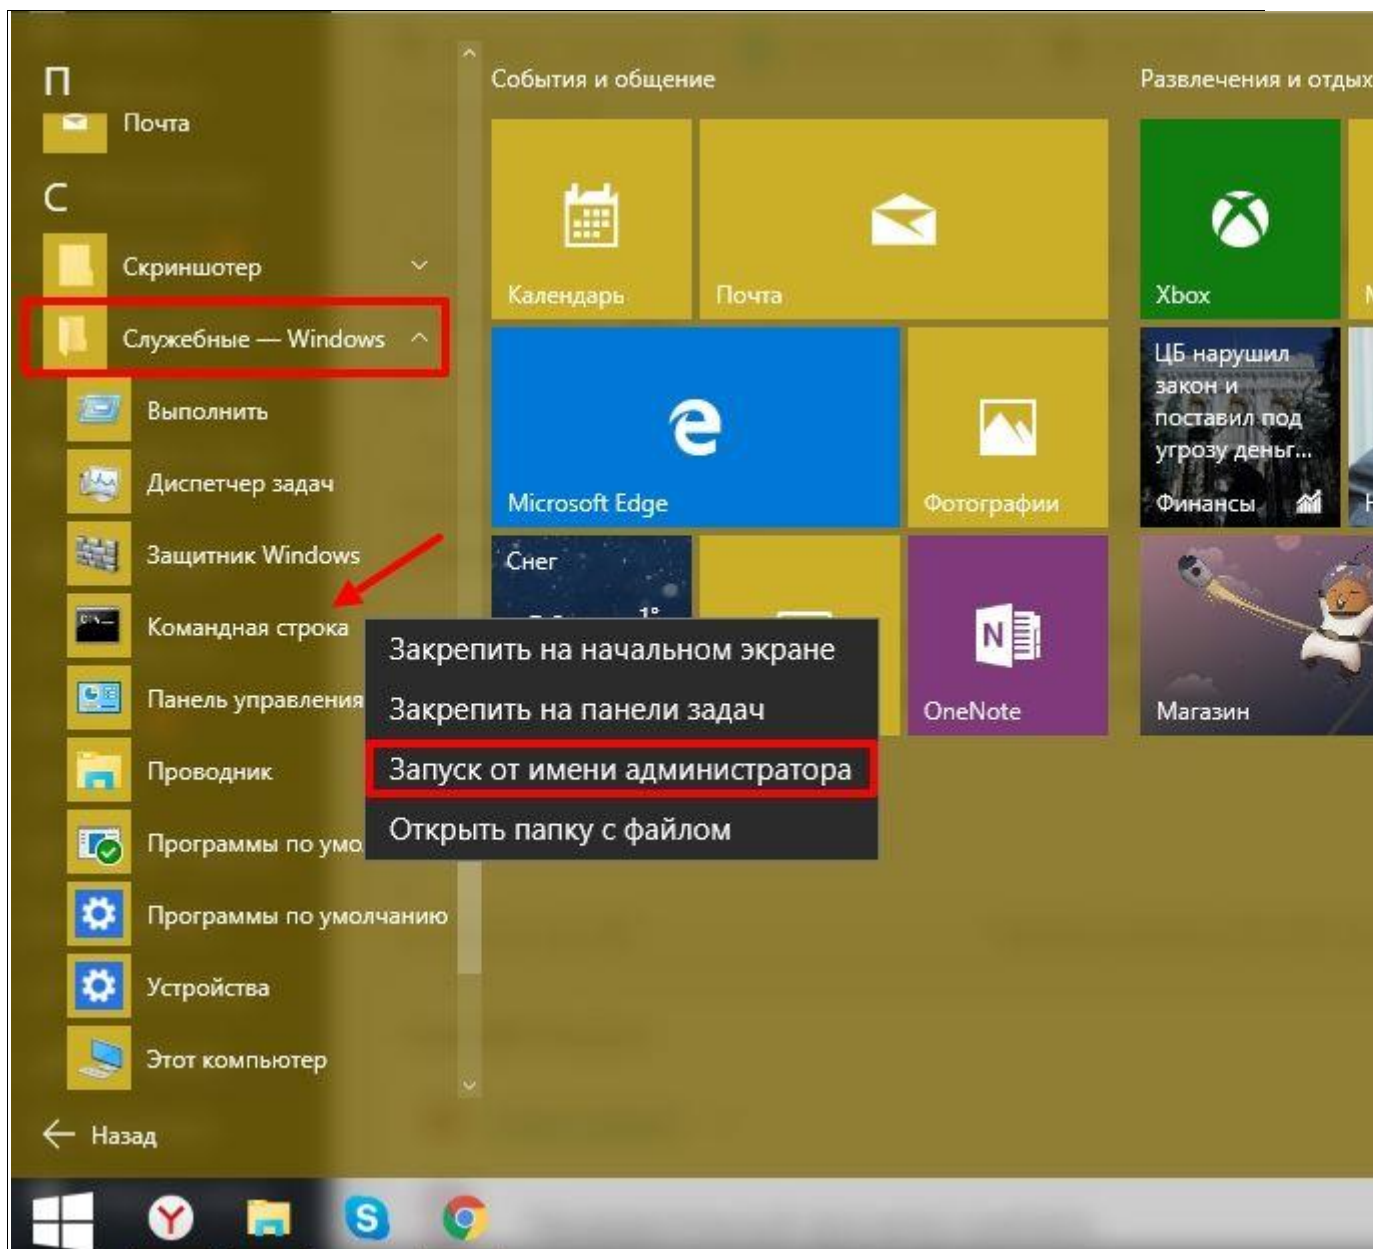 П
Почта
С
Скриншотер
Служебные — Windows
Выполнить
Диспетчер задач
Защитник Windows
Командная строка
Панель управления
Проводник
Программы по умо
Программы по умолчанию
Устройства
Этот компьютер
Назад
События и общение
Календарь
Почта
Microsoft Edge
Фотографии
Снег
1°
OneNote
Развлечения и отдых
Xbox
ЦБ нарушил
закон и
поставил под
угрозу деньг...
Финансы
Магазин
Закрепить на начальном экране
Закрепить на панели задач
Запуск от имени администратора
Открыть папку с файлом